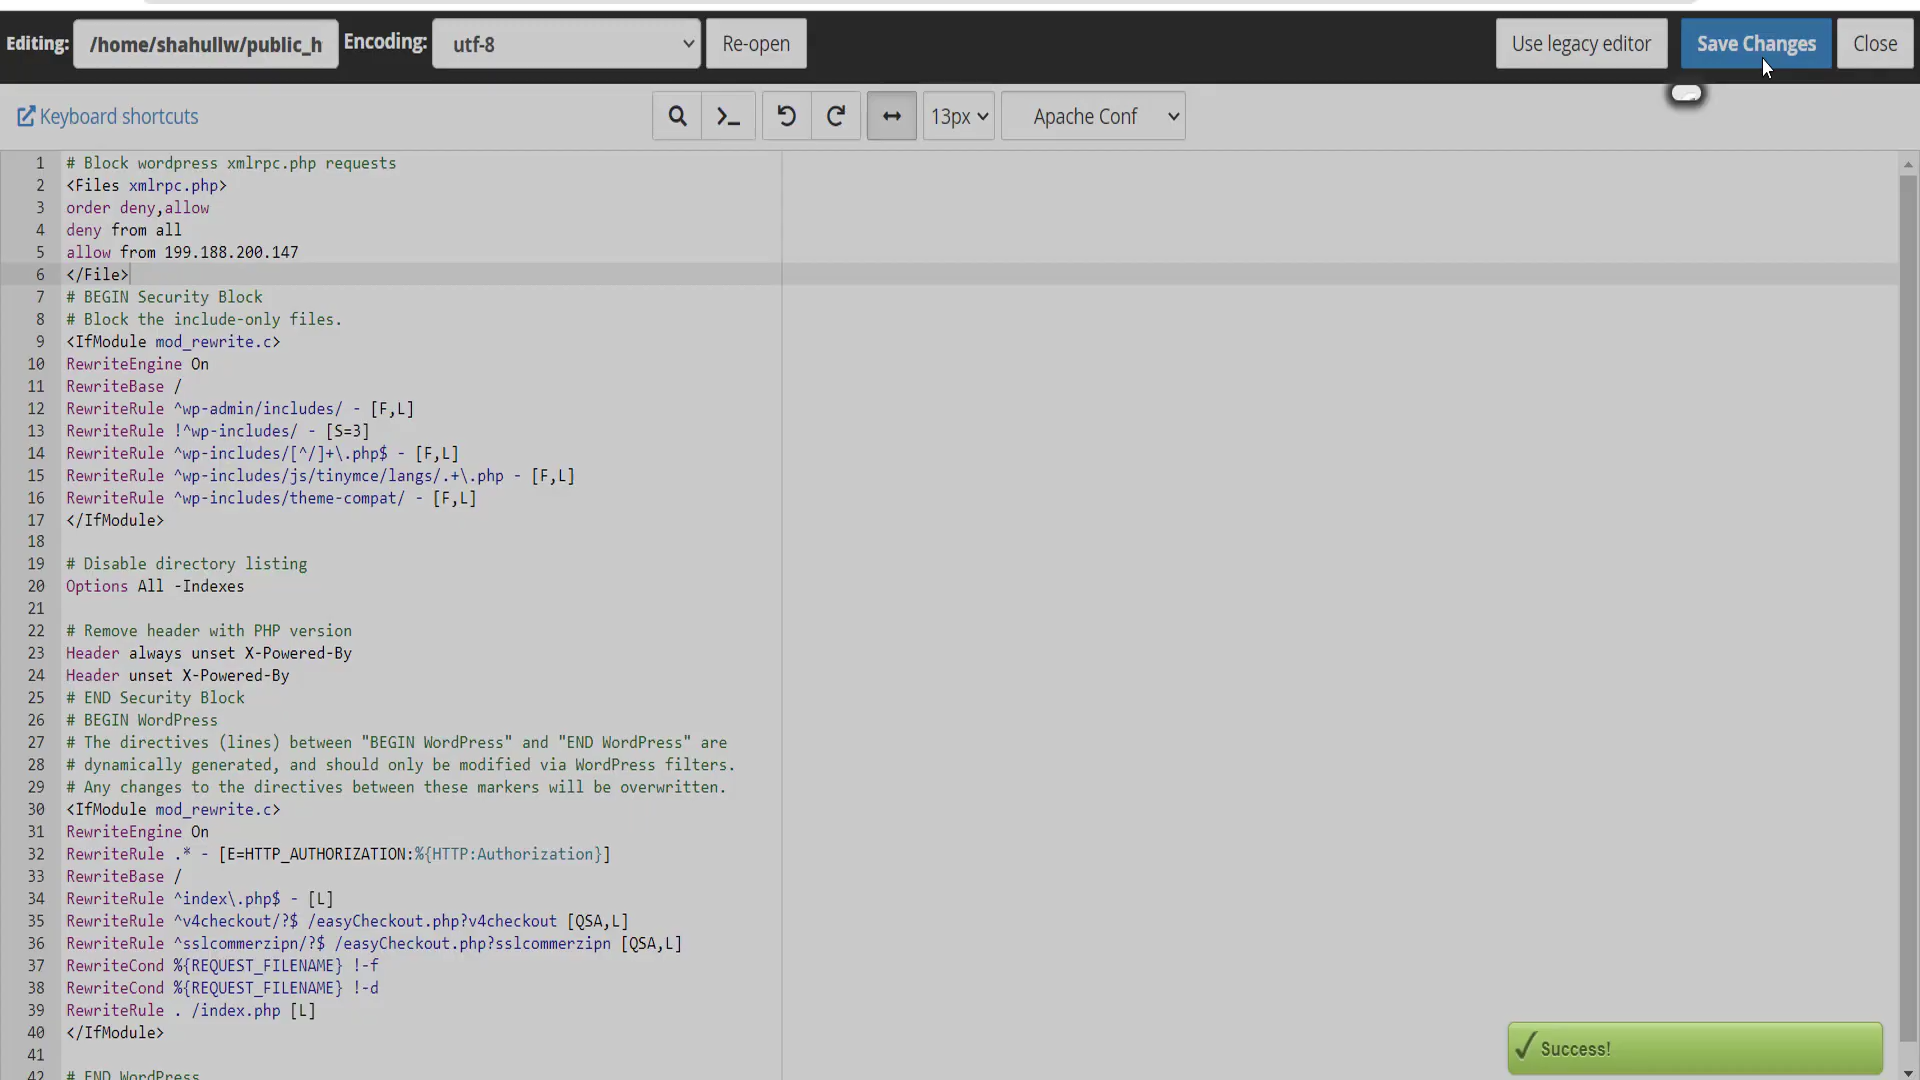 Editing: /home/shahullw/public_h Encoding: utf-8 Re-open Use legacy editor Save Changes Close
Keyboard shortcuts 13px Apache Conf
1 # Block wordpress xmlrpc.php requests
2 <Files xmlrpc.php>
3 order deny,allow
4 deny from all
5 allow from 199.188.200.147
6 </File>
7 # BEGIN Security Block
8 # Block the include-only files.
9 <IfModule mod_rewrite.c>
10 RewriteEngine On
11 RewriteBase /
12 RewriteRule ^wp-admin/includes/ - [F,L]
13 RewriteRule !^wp-includes/ - [S=3]
14 RewriteRule ^wp-includes/[^/]+\.php$ - [F,L]
15 RewriteRule ^wp-includes/js/tinymce/langs/.+\.php - [F,L]
16 RewriteRule ^wp-includes/theme-compat/ - [F,L]
17 </IfModule>
18
19 # Disable directory listing
20 Options All -Indexes
21
22 # Remove header with PHP version
23 Header always unset X-Powered-By
24 Header unset X-Powered-By
25 # END Security Block
26 # BEGIN WordPress
27 # The directives (lines) between "BEGIN WordPress" and "END WordPress" are
28 # dynamically generated, and should only be modified via WordPress filters.
29 # Any changes to the directives between these markers will be overwritten.
30 <IfModule mod_rewrite.c>
31 RewriteEngine On
32 RewriteRule .* - [E=HTTP_AUTHORIZATION:%{HTTP:Authorization}]
33 RewriteBase /
34 RewriteRule ^index\.php$ - [L]
35 RewriteRule ^v4checkout/?$ /easyCheckout.php?v4checkout [QSA,L]
36 RewriteRule ^sslcommerzipn/?$ /easyCheckout.php?sslcommerzipn [QSA,L]
37 RewriteCond %{REQUEST_FILENAME} !-f
38 RewriteCond %{REQUEST_FILENAME} !-d
39 RewriteRule . /index.php [L]
40 </IfModule>
41
42 # END WordPress
Success!